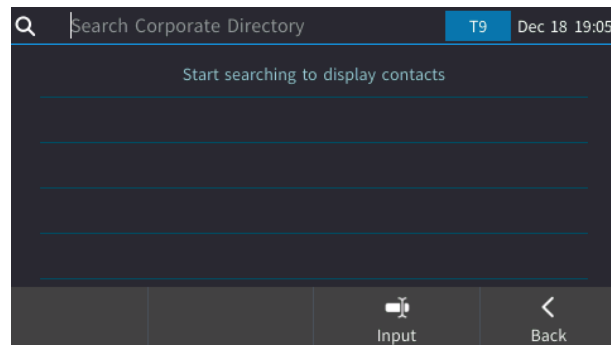 Search Corporate Directory T9 Dec 18 19:05
Start searching to display contacts
Input Back